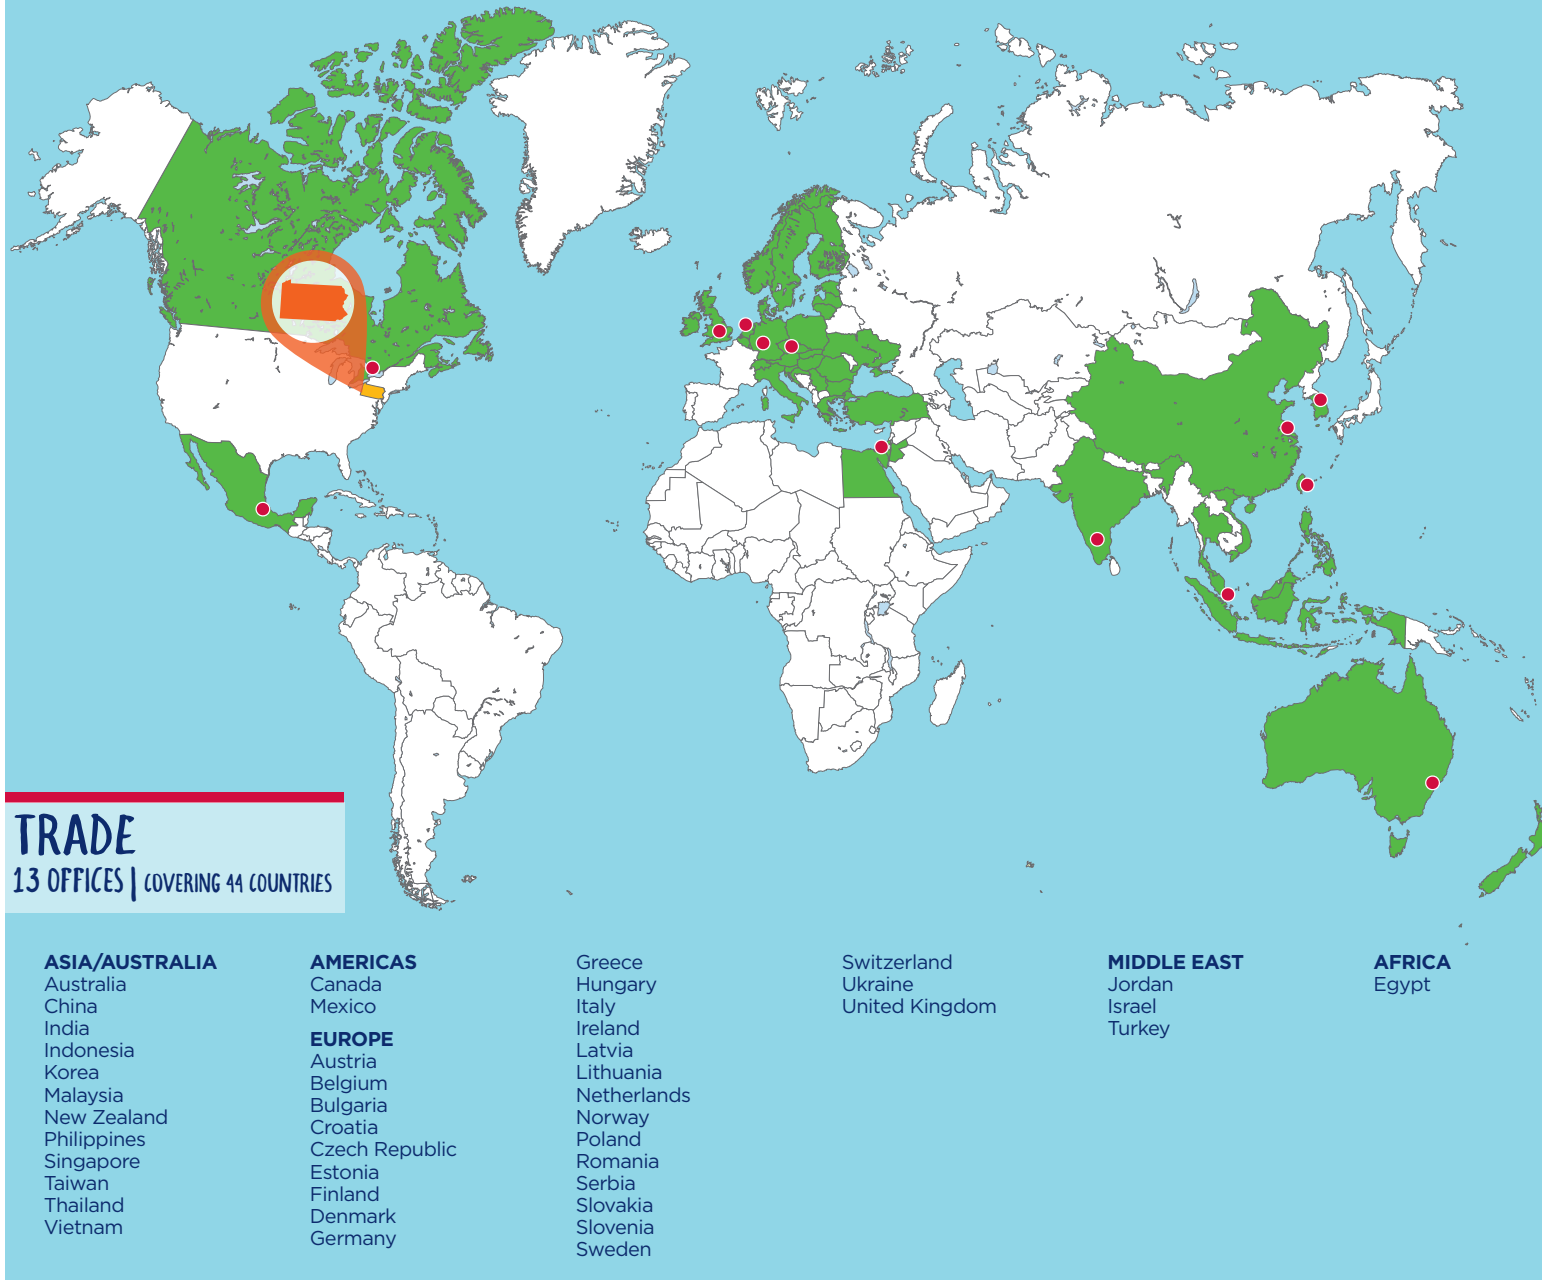 TRADE
13 OFFICES | COVERING 44 COUNTRIES
ASIA/AUSTRALIA
Australia
China
India
Indonesia
Korea
Malaysia
New Zealand
Philippines
Singapore
Taiwan
Thailand
Vietnam
AMERICAS
Canada
Mexico
EUROPE
Austria
Belgium
Bulgaria
Croatia
Czech Republic
Estonia
Finland
Denmark
Germany
Greece
Hungary
Italy
Ireland
Latvia
Lithuania
Netherlands
Norway
Poland
Romania
Serbia
Slovakia
Slovenia
Sweden
Switzerland
Ukraine
United Kingdom
MIDDLE EAST
Jordan
Israel
Turkey
AFRICA
Egypt